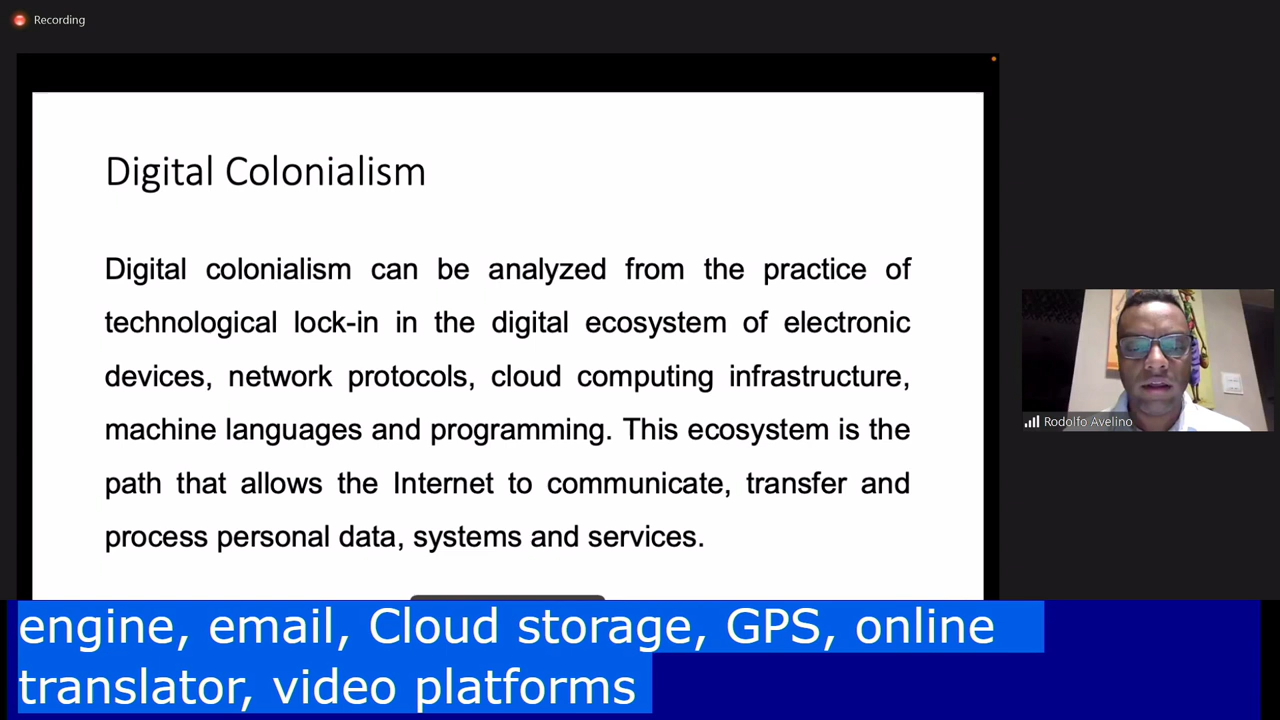 Recording
Digital Colonialism
Digital colonialism can be analyzed from the practice of
technological lock-in in the digital ecosystem of electronic
devices, network protocols, cloud computing infrastructure,
machine languages and programming. This ecosystem is the
path that allows the Internet to communicate, transfer and
process personal data, systems and services.
Rodolfo Avelino
engine, email, Cloud storage, GPS, online
translator, video platforms